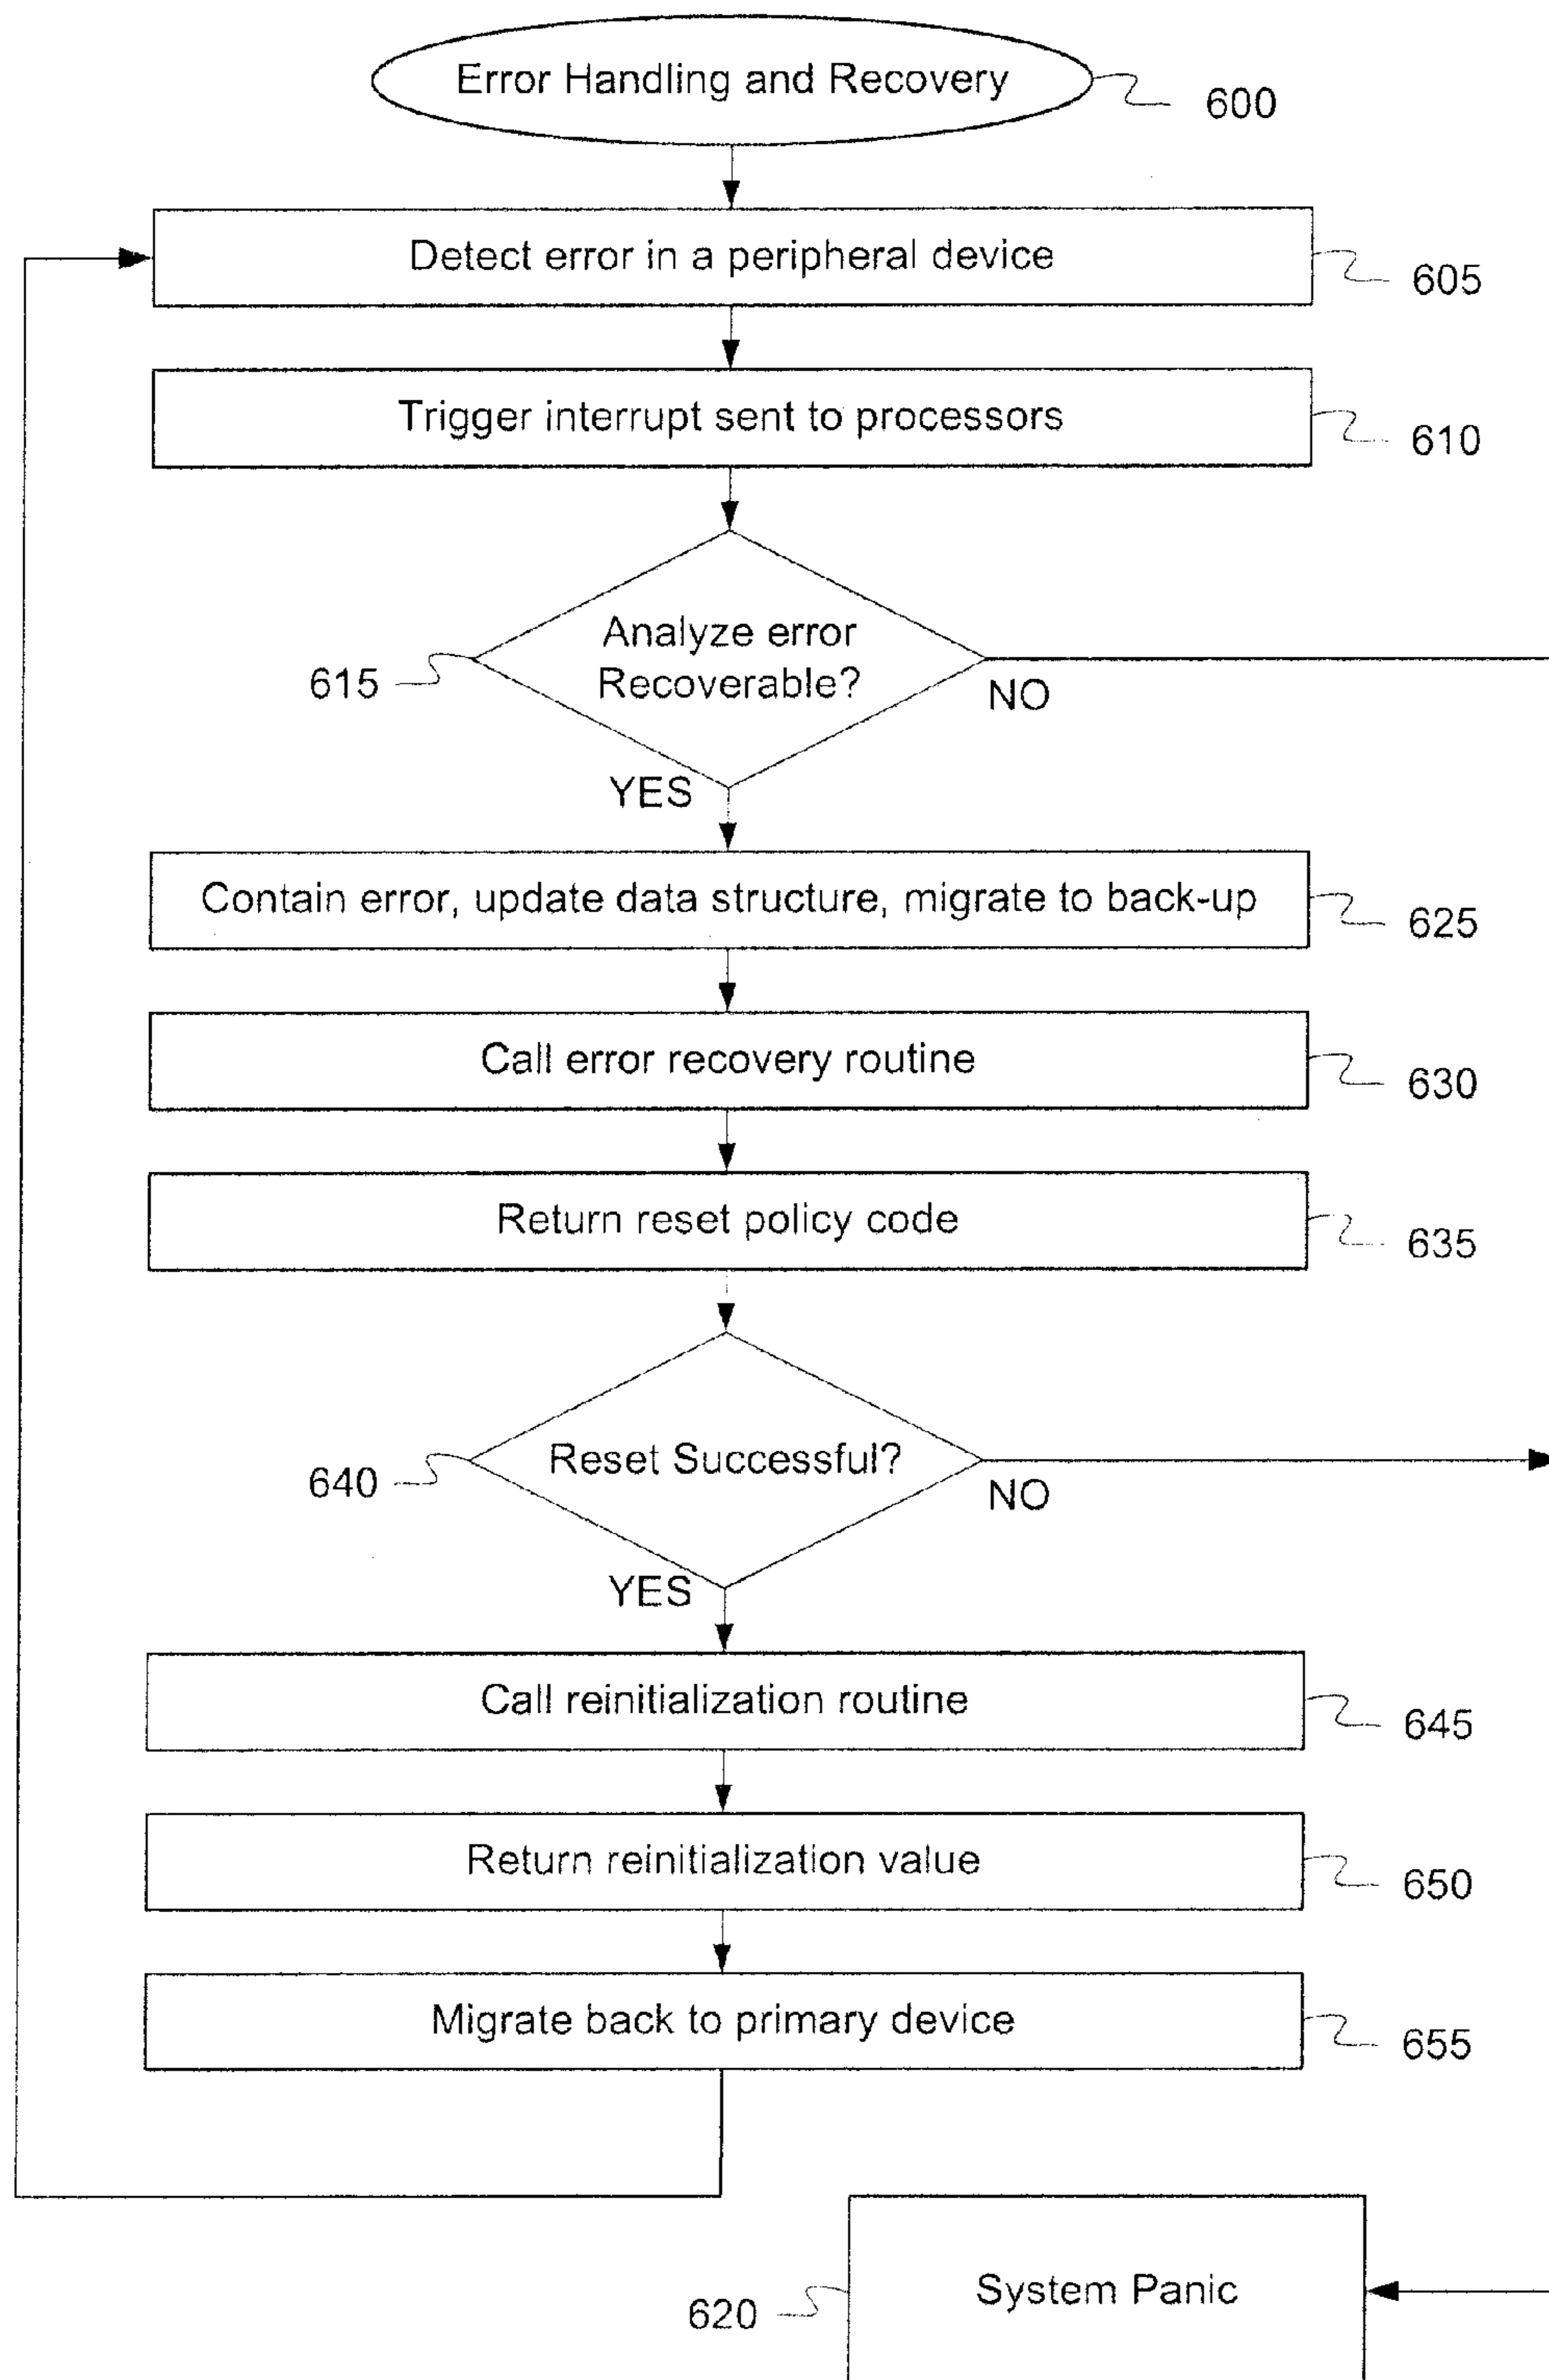 Error Handling and Recovery
600
Detect error in a peripheral device
605
Trigger interrupt sent to processors
610
Analyze error
Recoverable?
615
NO
YES
Contain error, update data structure, migrate to back-up
625
Call error recovery routine
630
Return reset policy code
635
Reset Successful?
640
NO
YES
Call reinitialization routine
645
Return reinitialization value
650
Migrate back to primary device
655
System Panic
620